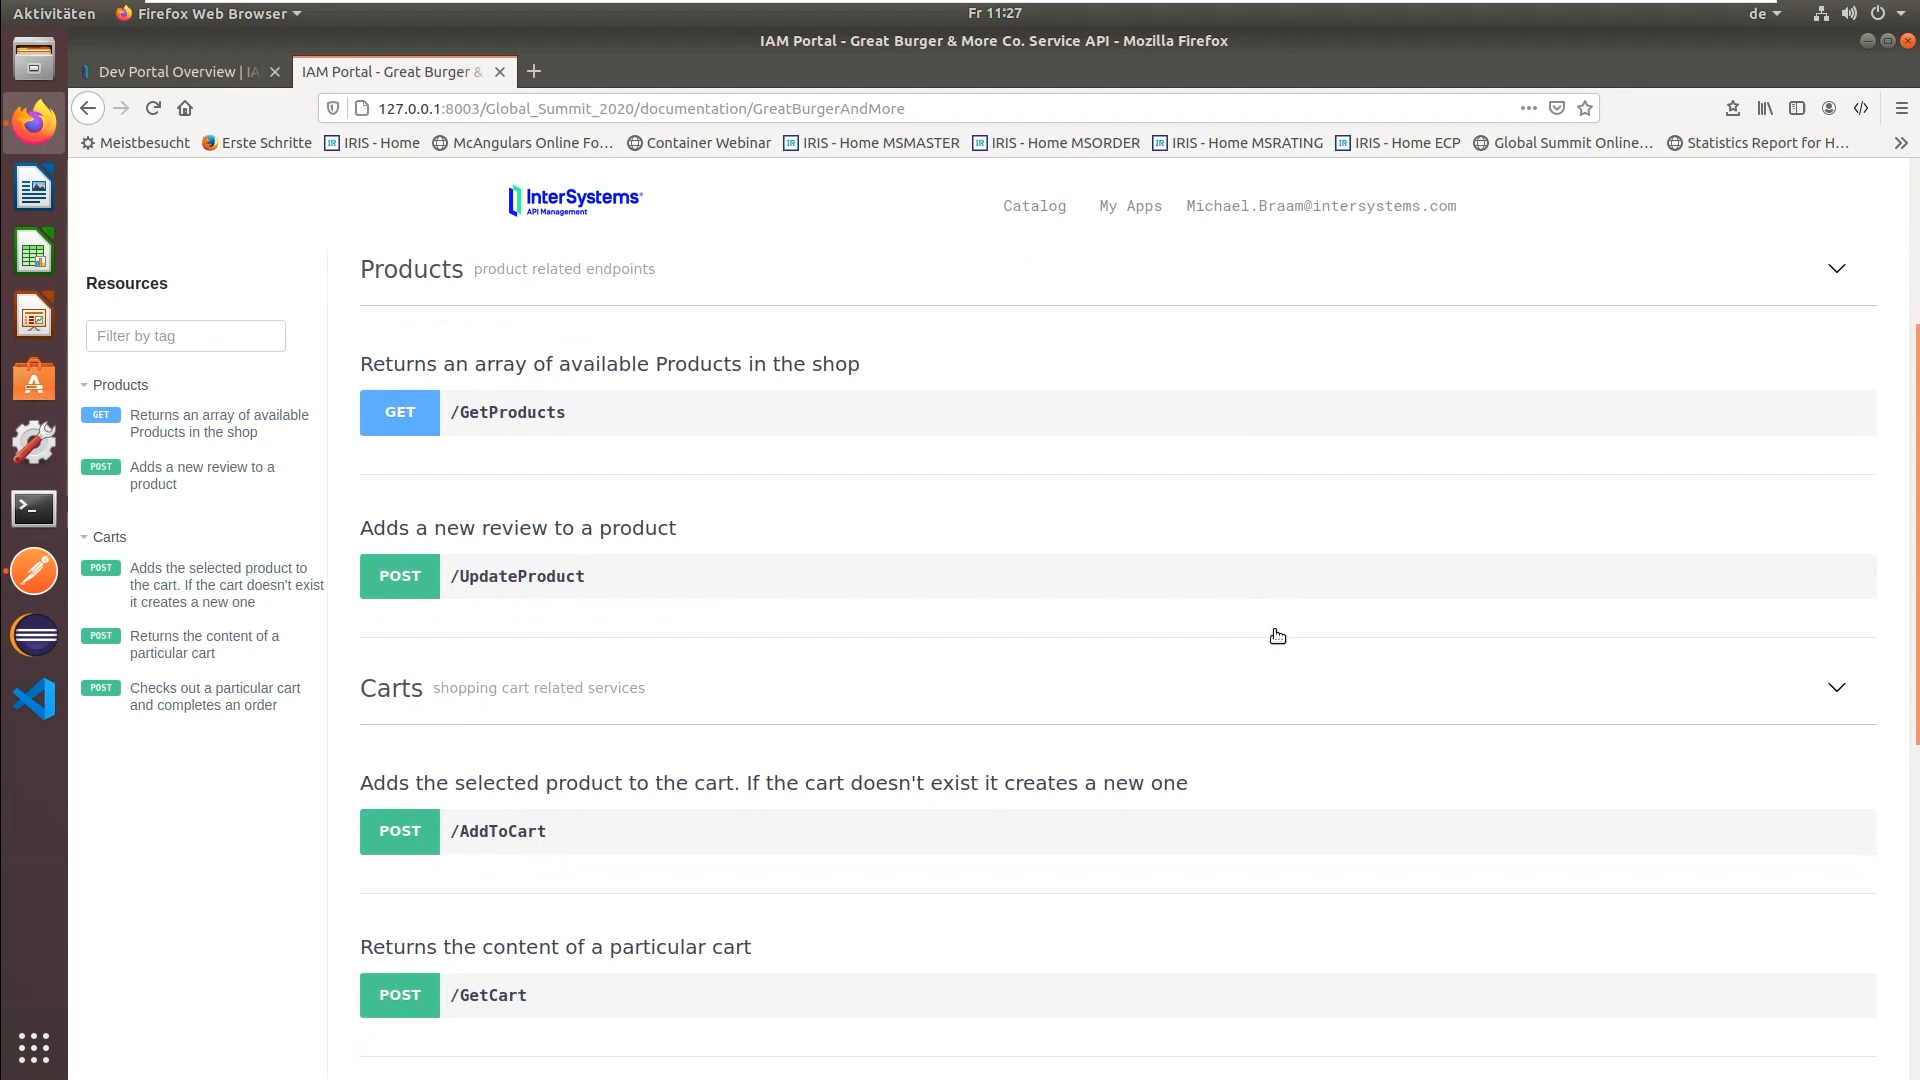 Aktivitäten
Firefox Web Browser
Fr 11:27
de
IAM Portal - Great Burger & More Co. Service API - Mozilla Firefox
Dev Portal Overview | IA
IAM Portal - Great Burger &
127.0.0.1:8003/Global_Summit_2020/documentation/GreatBurgerAndMore
Meistbesucht
Erste Schritte
IRIS - Home
McAngulars Online Fo…
Container Webinar
IRIS - Home MSMASTER
IRIS - Home MSORDER
IRIS - Home MSRATING
IRIS - Home ECP
Global Summit Online…
Statistics Report for H…
InterSystems®
API Management
Catalog
My Apps
Michael.Braam@intersystems.com
Resources
Filter by tag
Products
GET
Returns an array of available
Products in the shop
POST
Adds a new review to a
product
Carts
POST
Adds the selected product to
the cart. If the cart doesn't exist
it creates a new one
POST
Returns the content of a
particular cart
POST
Checks out a particular cart
and completes an order
Products product related endpoints
Returns an array of available Products in the shop
GET /GetProducts
Adds a new review to a product
POST /UpdateProduct
Carts shopping cart related services
Adds the selected product to the cart. If the cart doesn't exist it creates a new one
POST /AddToCart
Returns the content of a particular cart
POST /GetCart